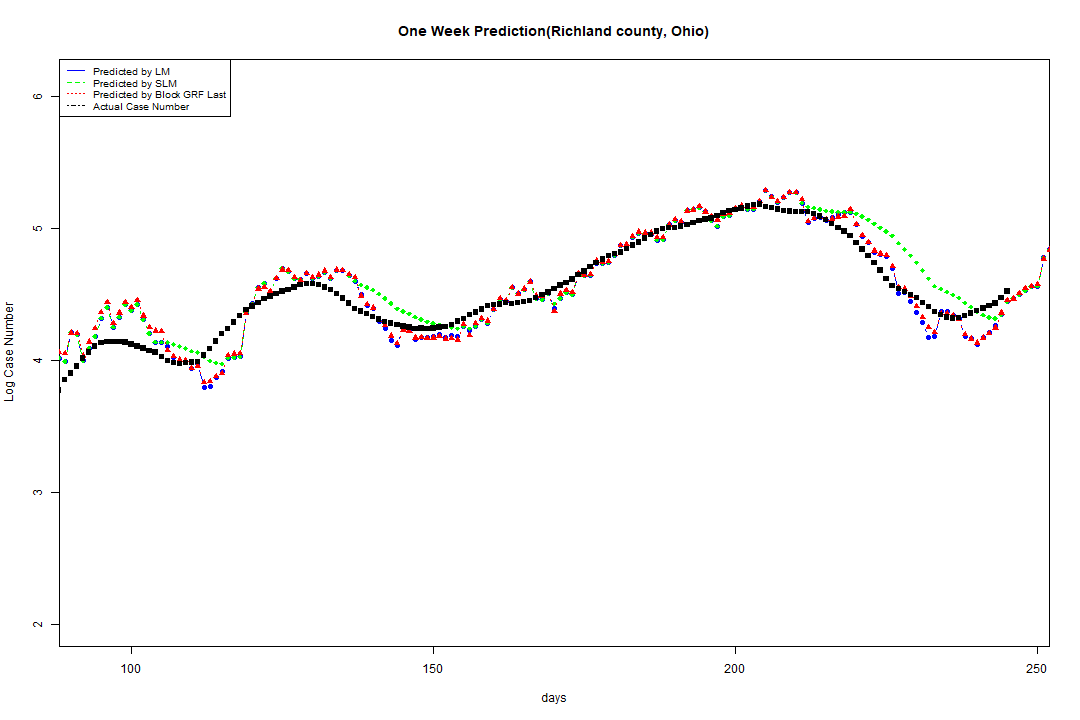 One Week Prediction(Richland county, Ohio)
Predicted by LM
Predicted by SLM
Predicted by Block GRF Last
Actual Case Number
6
5
4
3
2
Log Case Number
100
150
200
250
days